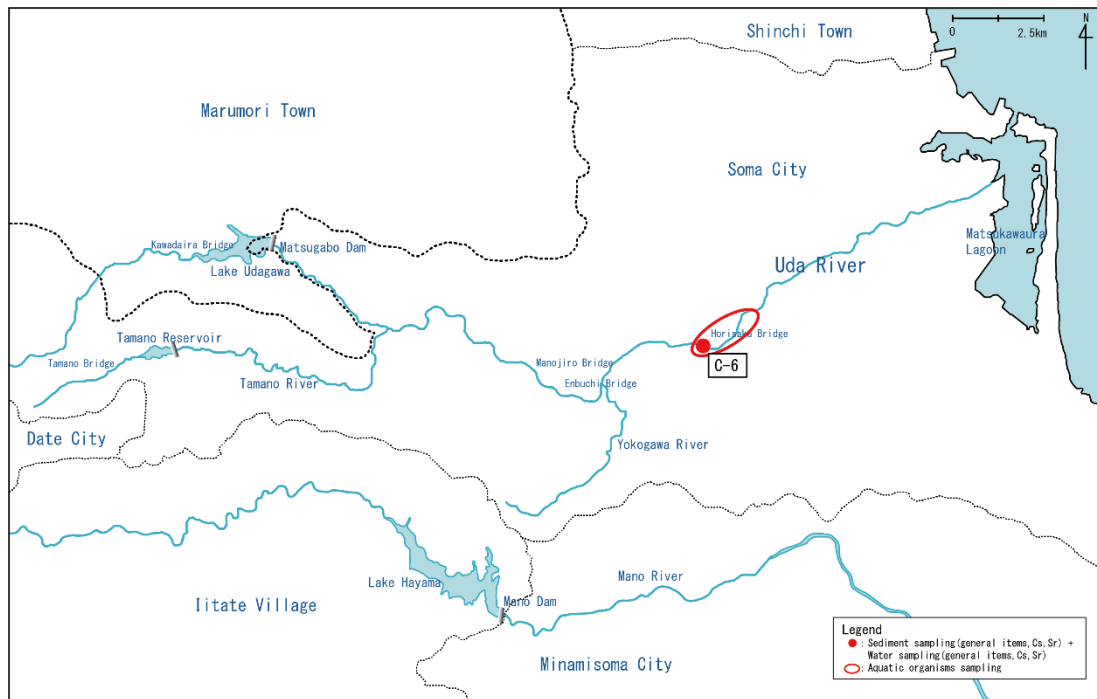 Shinchi Town
N
0
2.5km
Marumori Town
Soma City
Kawadaira Bridge
Matsugabo Dam
Lake Udagawa
Matsukawaura
Lagoon
Uda River
Tamano Reservoir
Horisaka Bridge
Tamano Bridge
Manojiro Bridge
C-6
Tamano River
Enbuchi Bridge
Date City
Yokogawa River
Lake Hayama
Mano River
Iitate Village
Mano Dam
Minamisoma City
Legend
: Sediment sampling(general items,Cs,Sr) +
Water sampling(general items,Cs,Sr)
: Aquatic organisms sampling